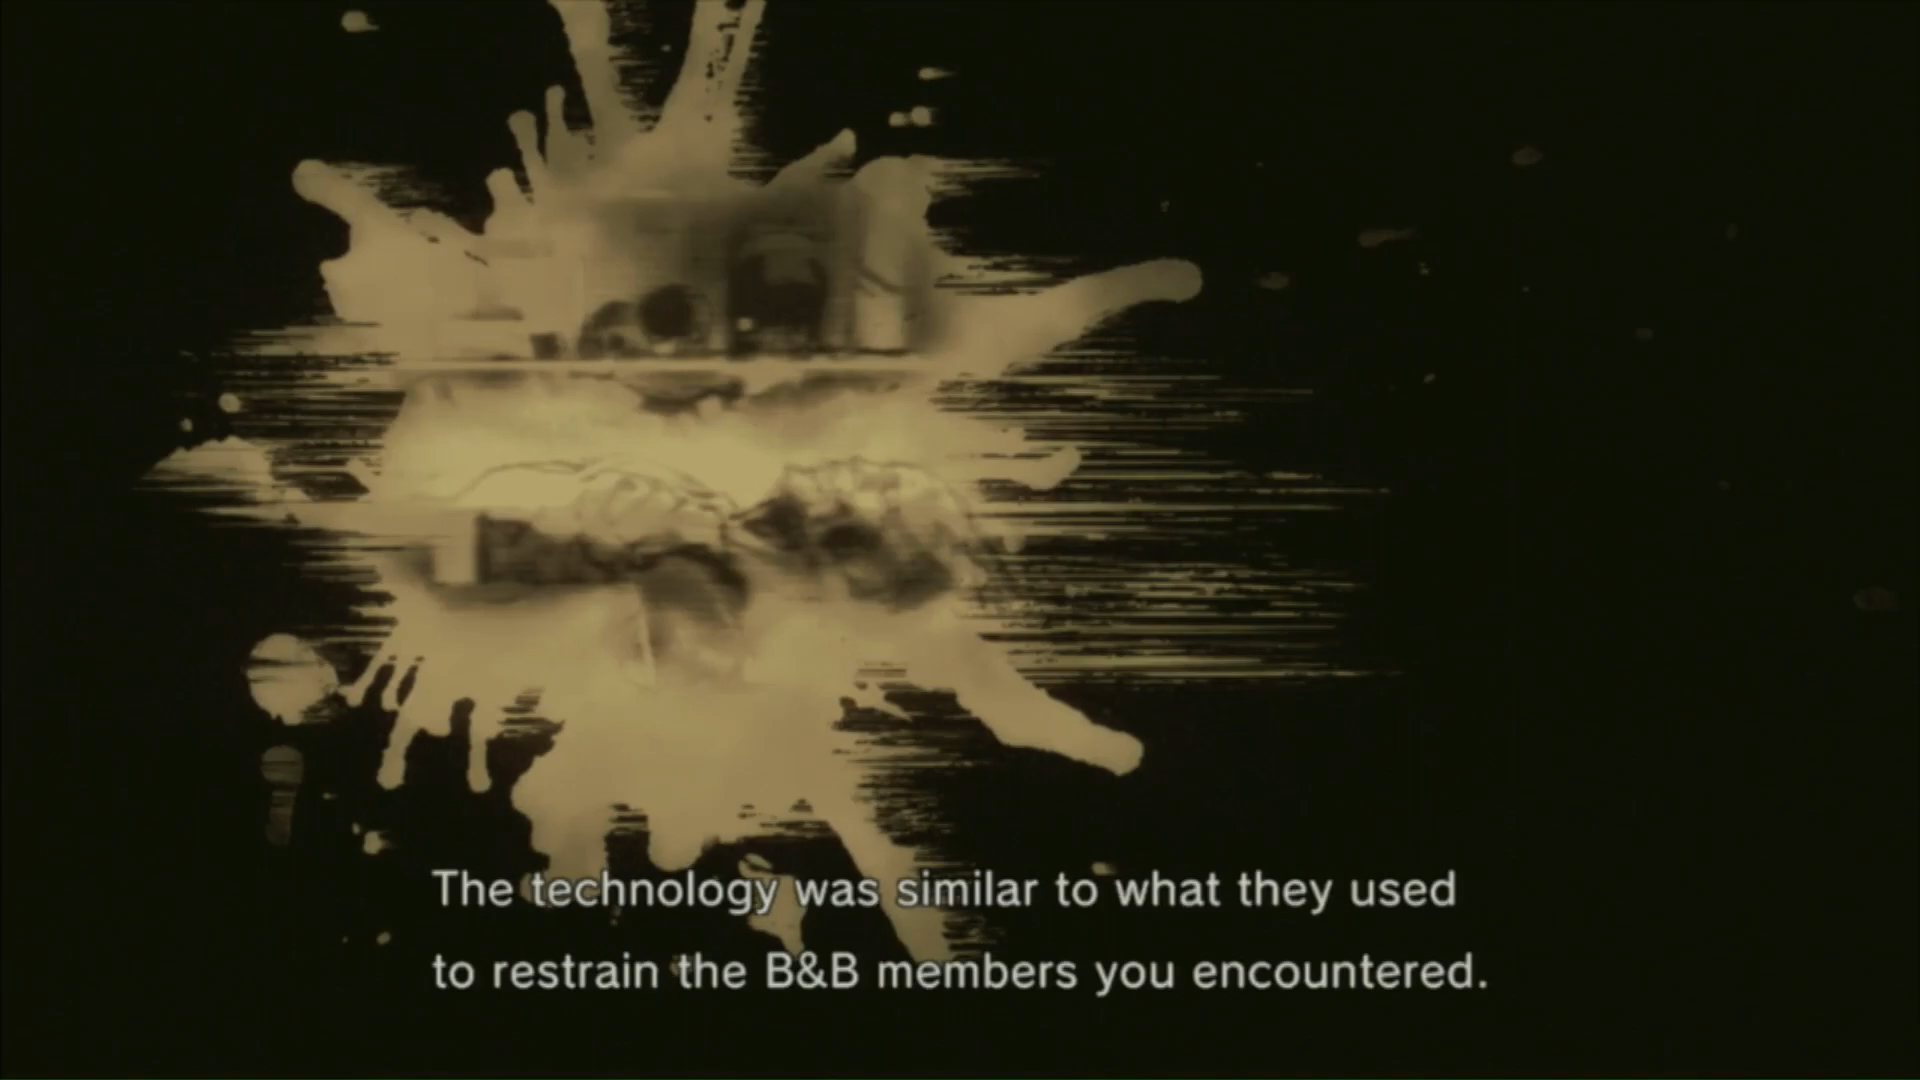 The technology was similar to what they used
to restrain the B&B members you encountered.